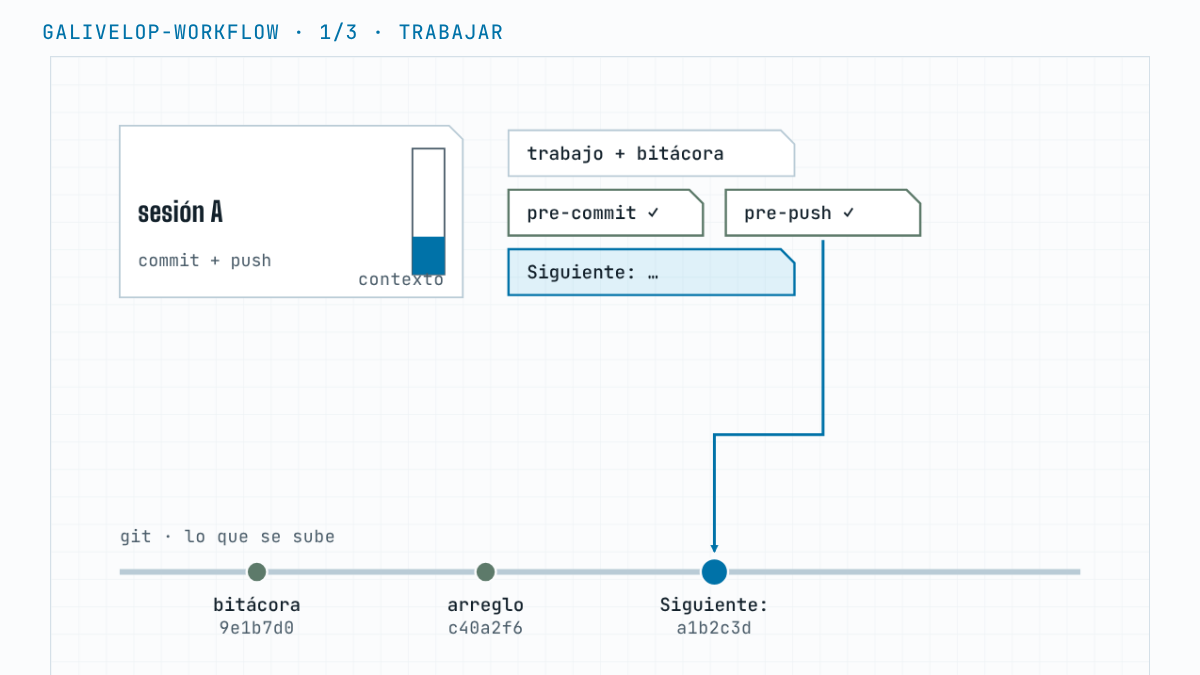 GALIVELOP-WORKFLOW · 1/3 · TRABAJAR
sesión A
commit + push
contexto
trabajo + bitácora
pre-commit ✓
pre-push ✓
Siguiente: …
git · lo que se sube
bitácora
9e1b7d0
arreglo
c40a2f6
Siguiente:
a1b2c3d